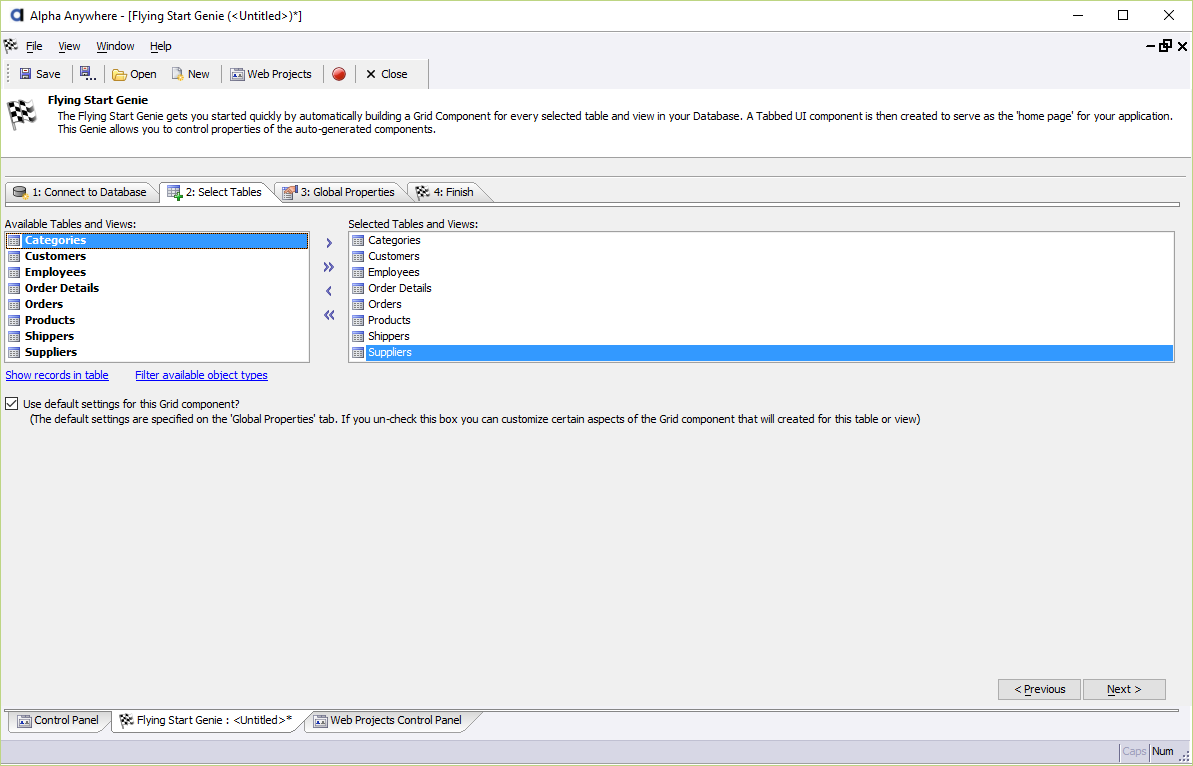 Alpha Anywhere - [Flying Start Genie (<Untitled>)*]
File View Window Help
Save Open New Web Projects Close
Flying Start Genie
The Flying Start Genie gets you started quickly by automatically building a Grid Component for every selected table and view in your Database. A Tabbed UI component is then created to serve as the 'home page' for your application.
This Genie allows you to control properties of the auto-generated components.
1: Connect to Database 2: Select Tables 3: Global Properties 4: Finish
Available Tables and Views: Selected Tables and Views:
Categories Categories
Customers Customers
Employees Employees
Order Details Order Details
Orders Orders
Products Products
Shippers Shippers
Suppliers Suppliers
Show records in table Filter available object types
Use default settings for this Grid component?
(The default settings are specified on the 'Global Properties' tab. If you un-check this box you can customize certain aspects of the Grid component that will created for this table or view)
< Previous Next >
Control Panel Flying Start Genie : <Untitled>* Web Projects Control Panel
Caps Num